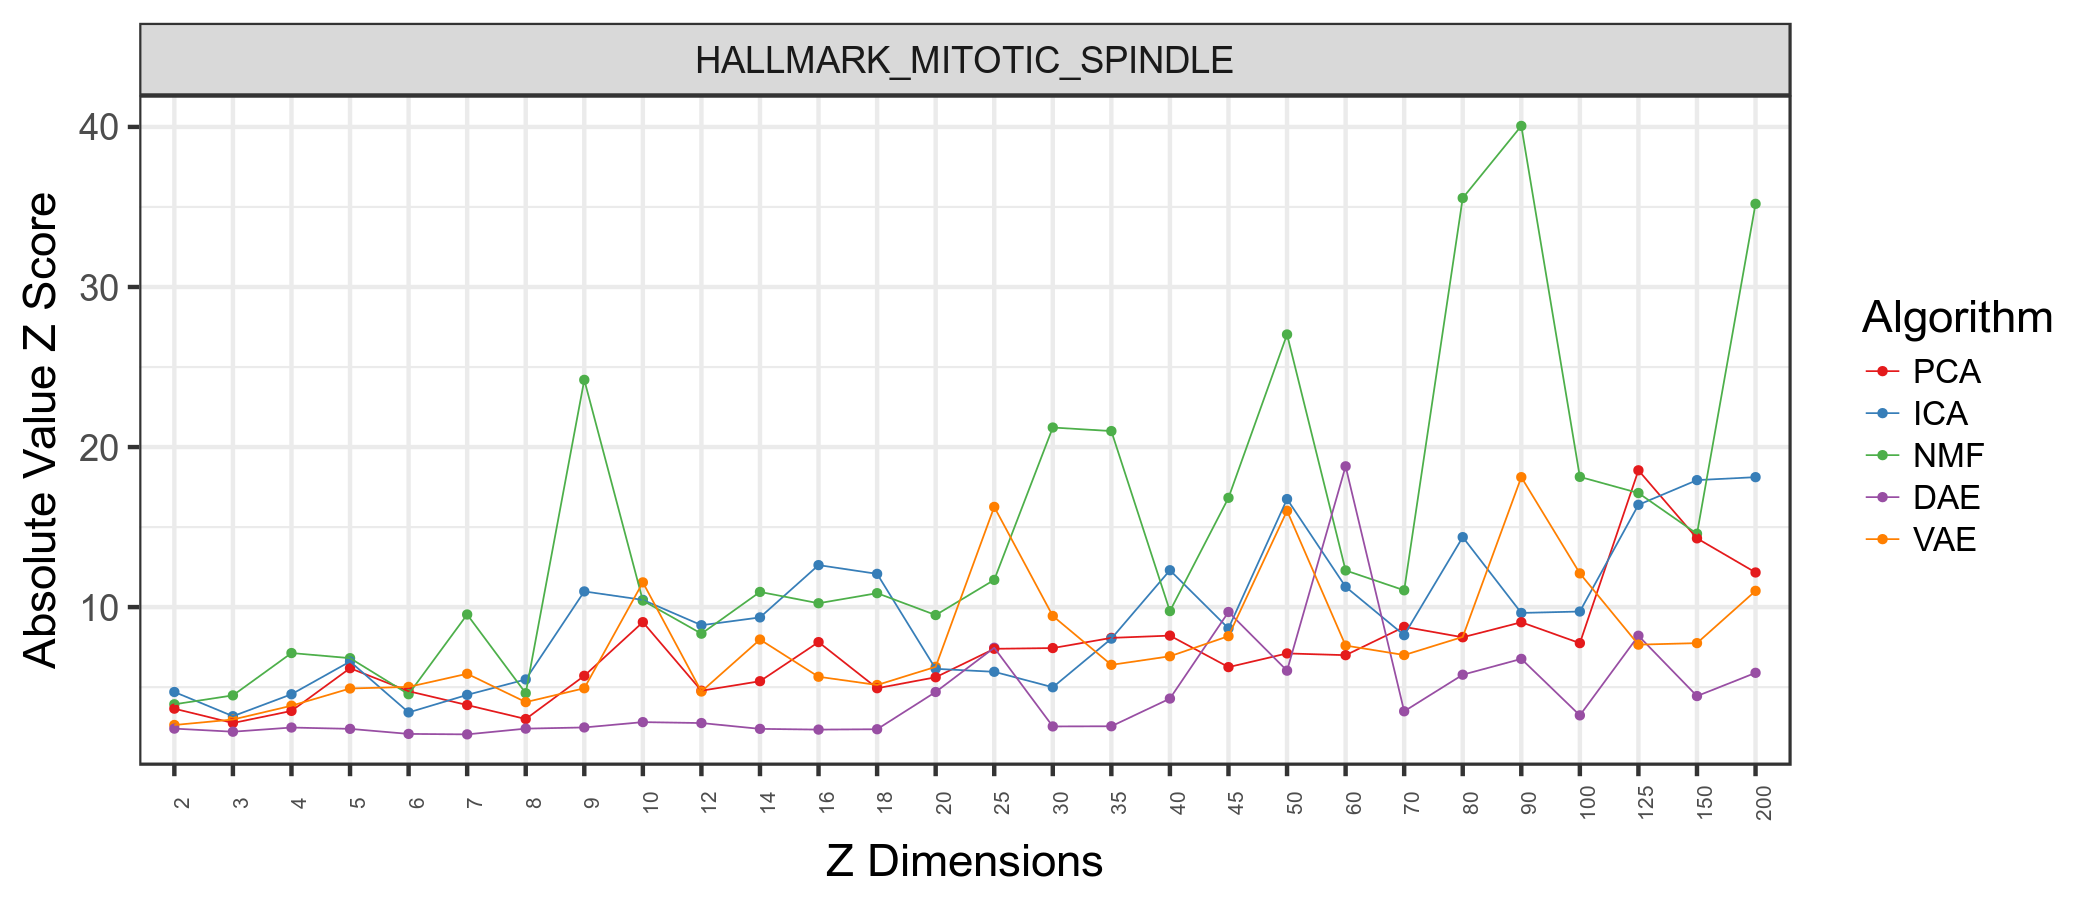 HALLMARK_MITOTIC_SPINDLE
Absolute Value Z Score
40
30
20
10
2 3 4 5 6 7 8 9 10 12 14 16 18 20 25 30 35 40 45 50 60 70 80 90 100 125 150 200
Z Dimensions
Algorithm
PCA
ICA
NMF
DAE
VAE